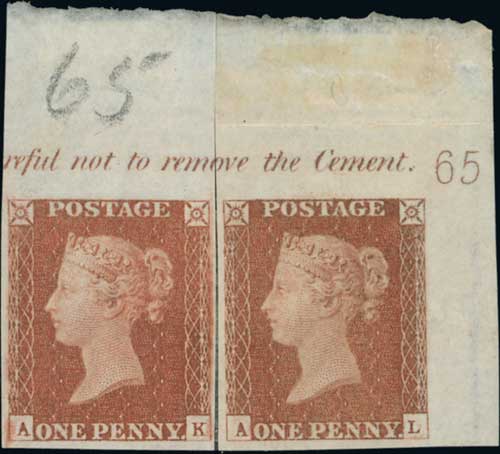 65
reful not to remove the Cement. 65
POSTAGE POSTAGE
A ONE PENNY. K A ONE PENNY. L